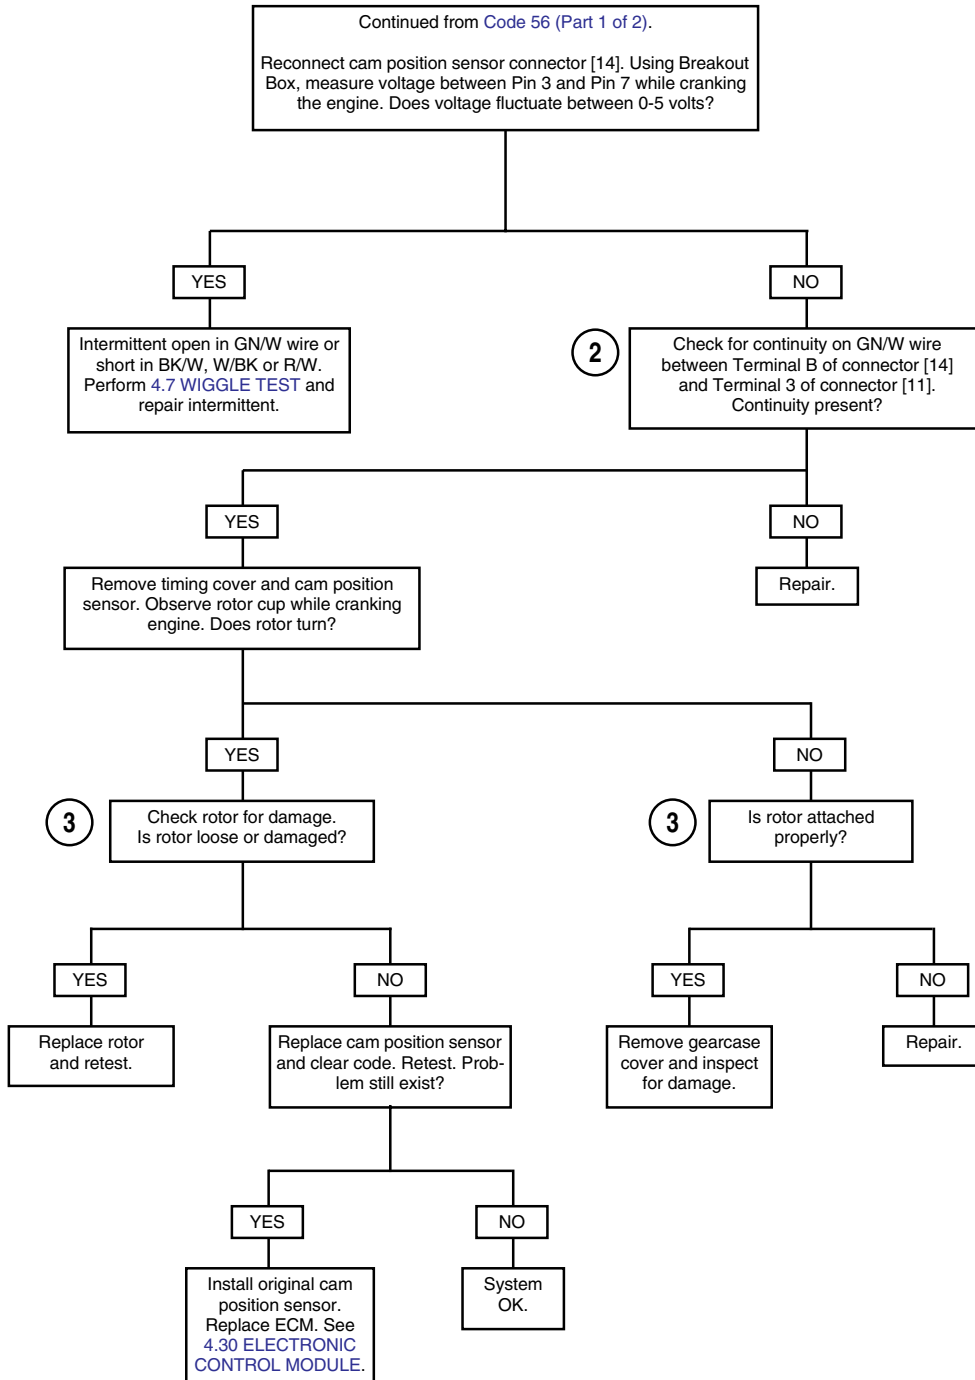 Continued from Code 56 (Part 1 of 2).
Reconnect cam position sensor connector [14]. Using Breakout
Box, measure voltage between Pin 3 and Pin 7 while cranking
the engine. Does voltage fluctuate between 0-5 volts?
YES
NO
Intermittent open in GN/W wire or
short in BK/W, W/BK or R/W.
Perform 4.7 WIGGLE TEST and
repair intermittent.
2
Check for continuity on GN/W wire
between Terminal B of connector [14]
and Terminal 3 of connector [11].
Continuity present?
YES
NO
Remove timing cover and cam position
sensor. Observe rotor cup while cranking
engine. Does rotor turn?
Repair.
YES
NO
3
Check rotor for damage.
Is rotor loose or damaged?
3
Is rotor attached
properly?
YES
NO
YES
NO
Replace rotor
and retest.
Replace cam position sensor
and clear code. Retest. Prob-
lem still exist?
Remove gearcase
cover and inspect
for damage.
Repair.
YES
NO
Install original cam
position sensor.
Replace ECM. See
4.30 ELECTRONIC
CONTROL MODULE.
System
OK.